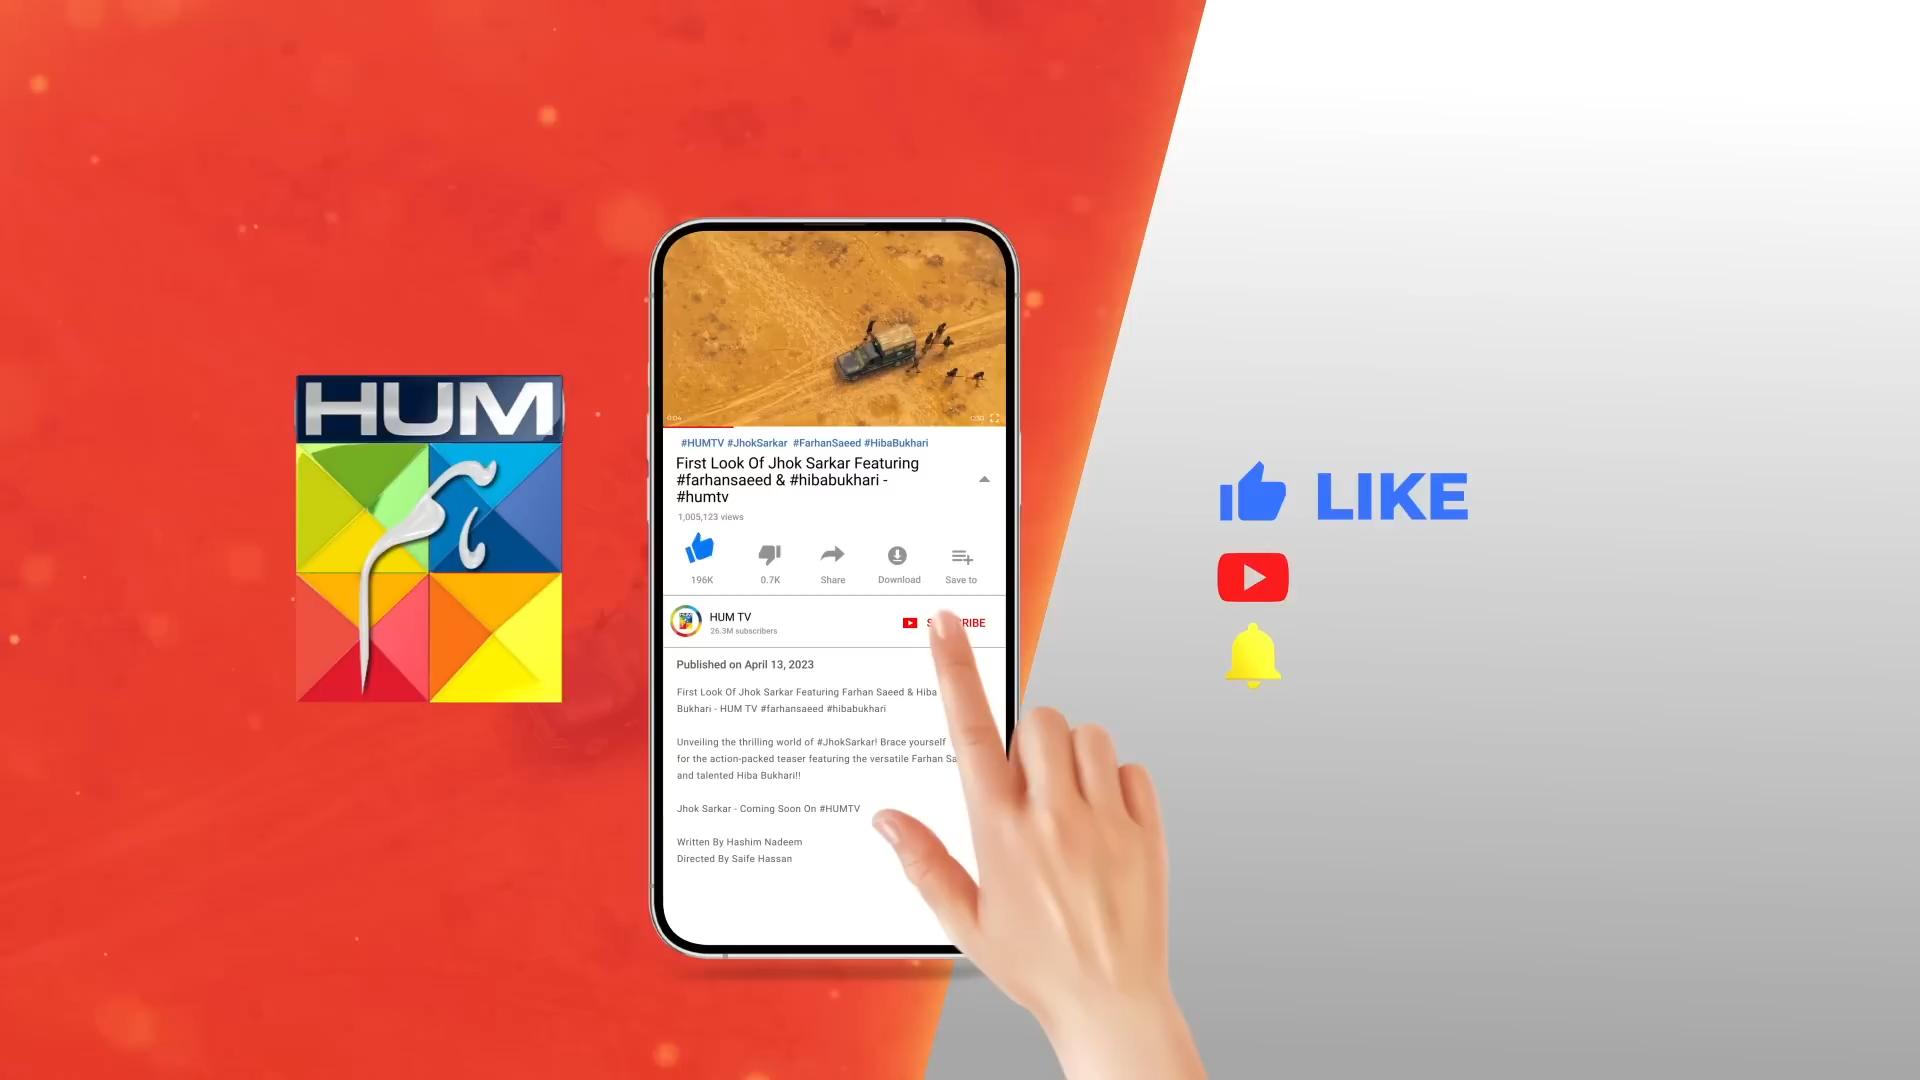 HUM
ہم
0:04
#HUMTV #JhokSarkar #FarhanSaeed #HibaBukhari
First Look Of Jhok Sarkar Featuring
#farhansaeed & #hibabukhari -
#humtv
1,005,123 views
196K
0.7K
Share
Download
Save to
HUM TV
26.3M subscribers
Published on April 13, 2023
First Look Of Jhok Sarkar Featuring Farhan Saeed & Hiba
Bukhari - HUM TV #farhansaeed #hibabukhari
Unveiling the thrilling world of #JhokSarkar! Brace yourself
for the action-packed teaser featuring the versatile Farhan Sa
and talented Hiba Bukhari!!
Jhok Sarkar - Coming Soon On #HUMTV
Written By Hashim Nadeem
Directed By Saife Hassan
LIKE